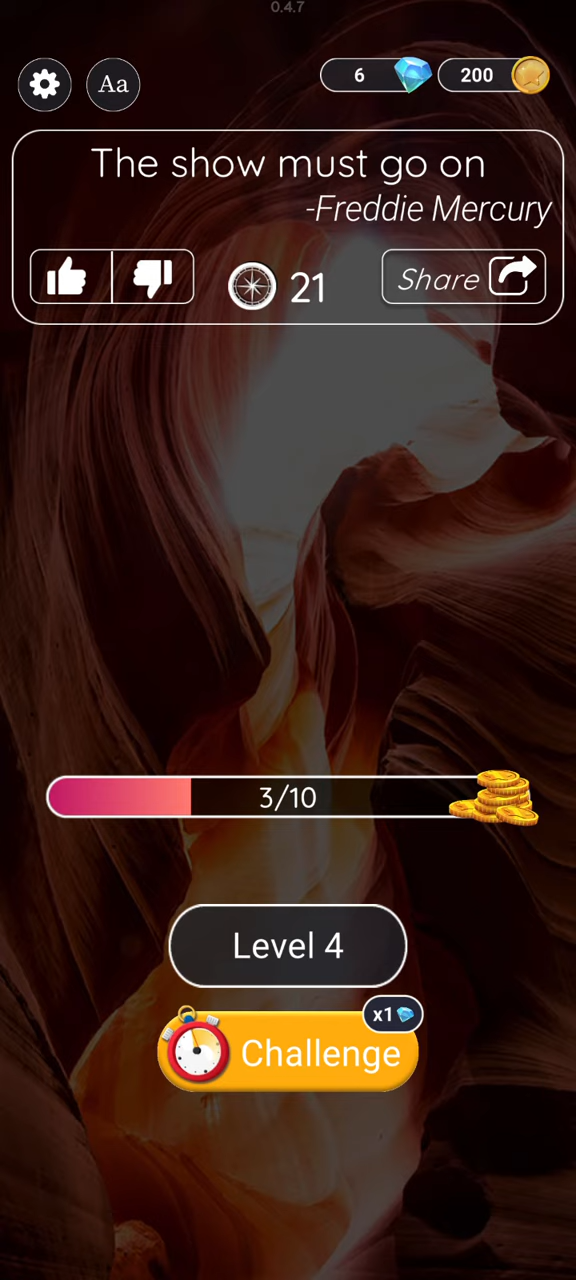 0.4.7
Aa
6
200
The show must go on
-Freddie Mercury
21
Share
3/10
Level 4
x1
Challenge